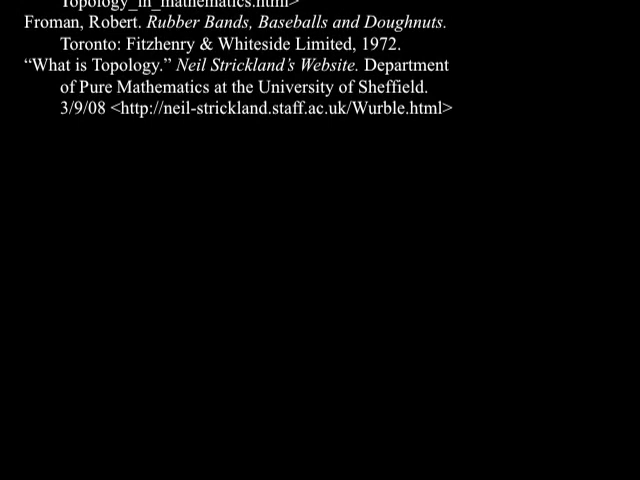 Topology_in_mathematics.html>
Froman, Robert. Rubber Bands, Baseballs and Doughnuts.
Toronto: Fitzhenry & Whiteside Limited, 1972.
“What is Topology.” Neil Strickland’s Website. Department
of Pure Mathematics at the University of Sheffield.
3/9/08 <http://neil-strickland.staff.ac.uk/Wurble.html>